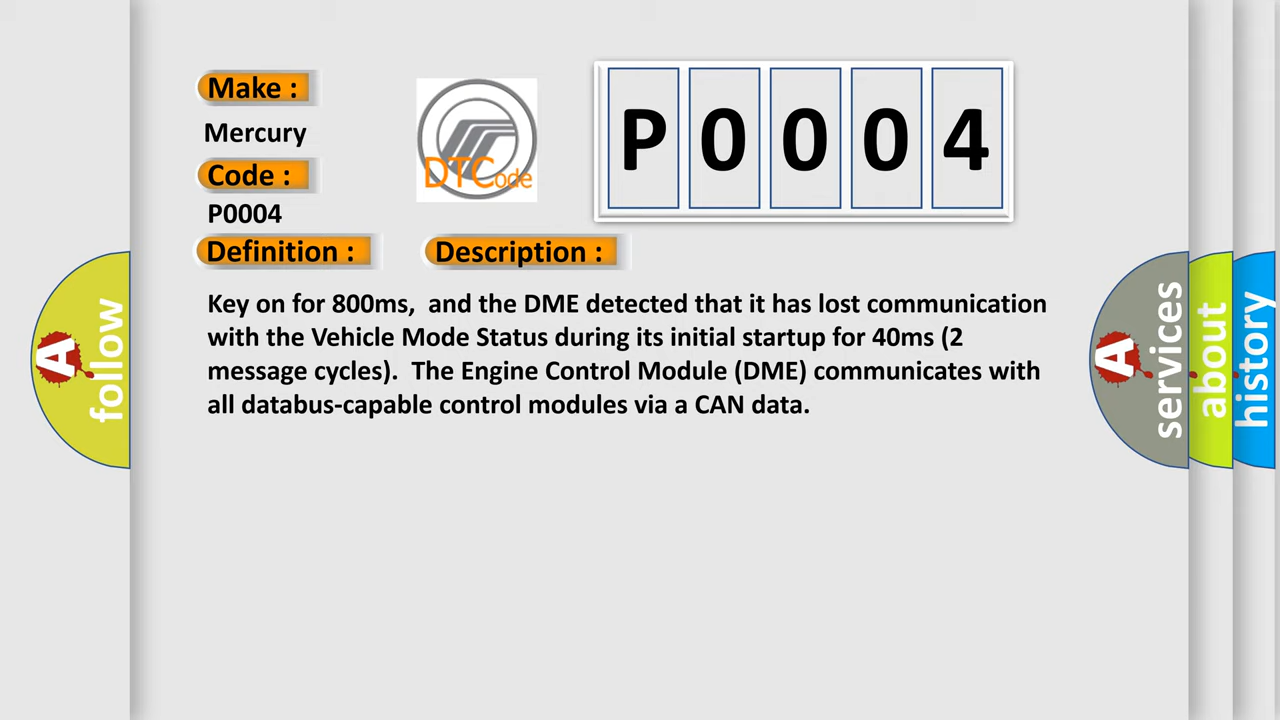 Make :
Mercury
Code :
P0004
DTCode
P0004
Definition :
Description :
Key on for 800ms,  and the DME detected that it has lost communication
with the Vehicle Mode Status during its initial startup for 40ms (2
message cycles).  The Engine Control Module (DME) communicates with
all databus-capable control modules via a CAN data.
A
follow
A
services
about
history